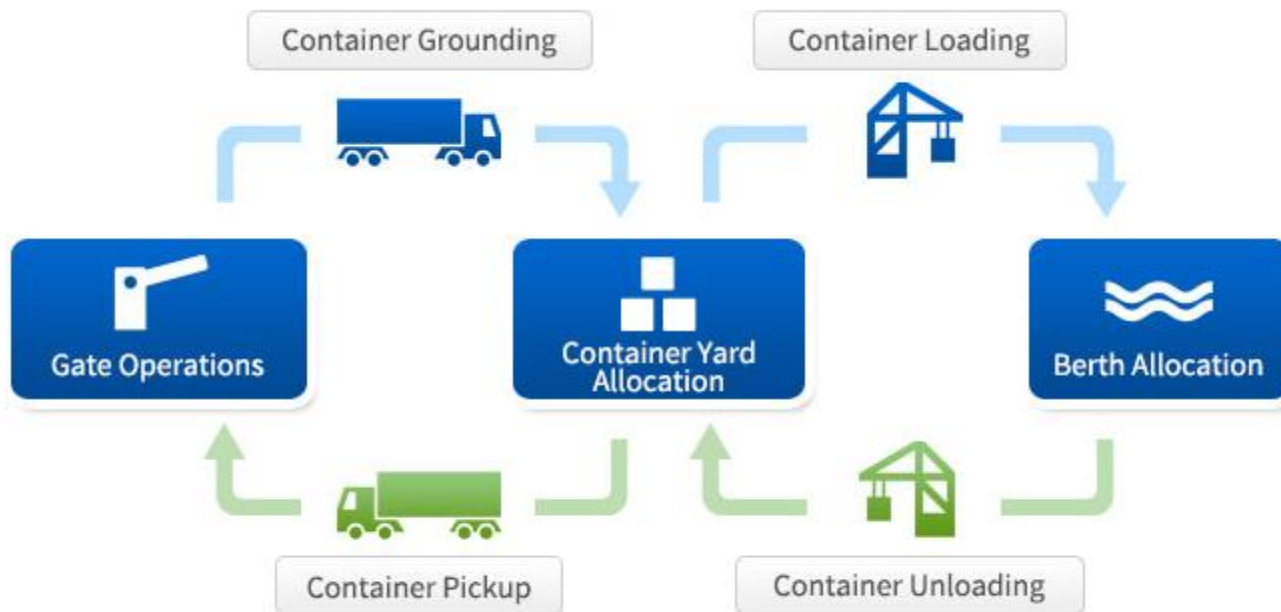 Container Grounding
Container Loading
Gate Operations
Container Yard
Allocation
Berth Allocation
Container Pickup
Container Unloading